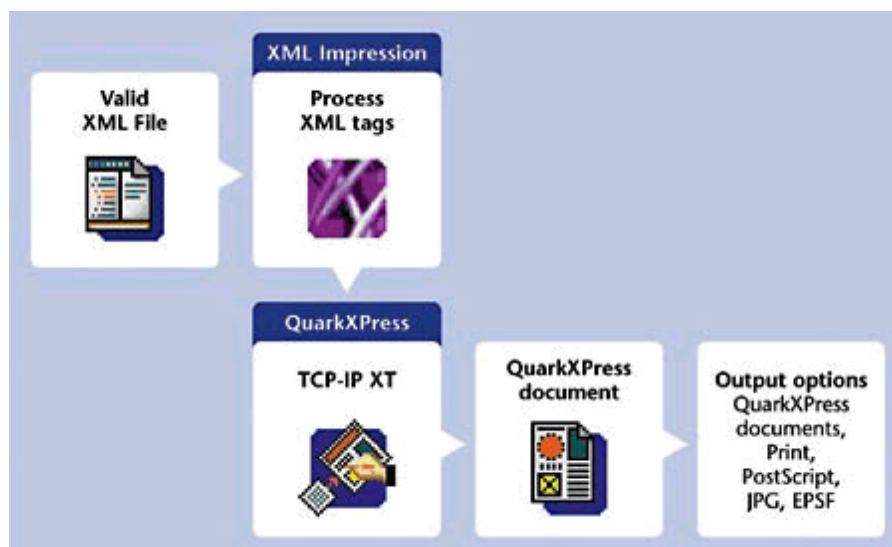 XML Impression
Valid
XML File
Process
XML tags
QuarkXPress
TCP-IP XT
QuarkXPress
document
Output options
QuarkXPress
documents,
Print,
PostScript,
JPG, EPSF